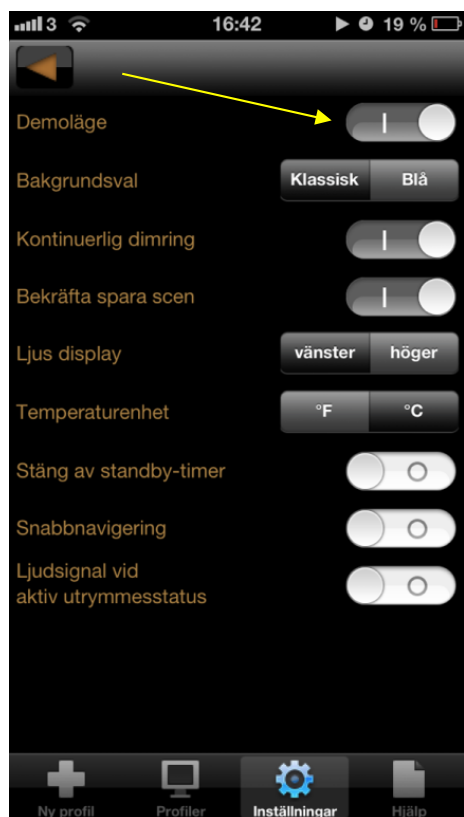 3 16:42 19 %
Demoläge
Bakgrundsval Klassisk Blå
Kontinuerlig dimring
Bekräfta spara scen
Ljus display vänster höger
Temperaturenhet °F °C
Stäng av standby-timer
Snabbnavigering
Ljudsignal vid
aktiv utrymmesstatus
Ny profil Profiler Inställningar Hjälp